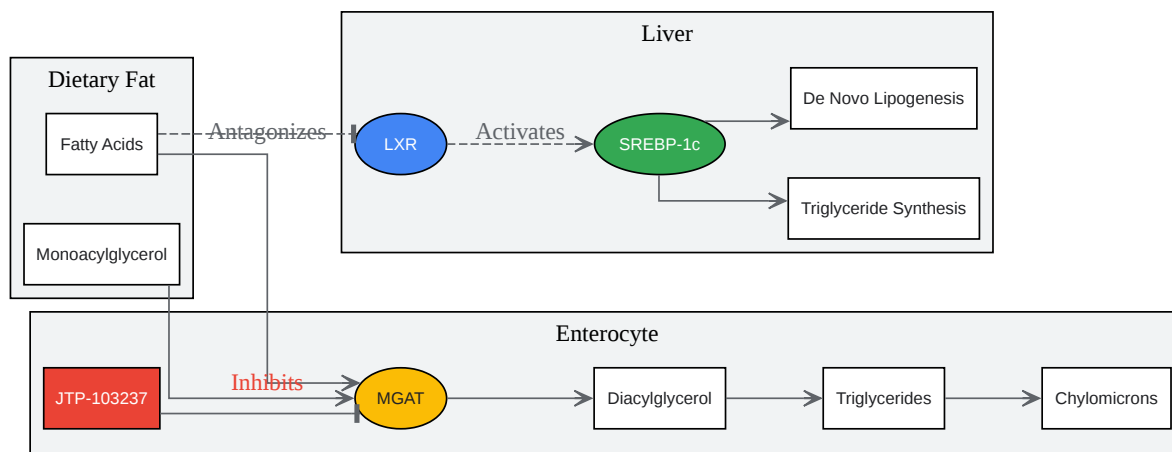 Liver
Dietary Fat
De Novo Lipogenesis
Fatty Acids
Antagonizes
LXR
Activates
SREBP-1c
Triglyceride Synthesis
Monoacylglycerol
Enterocyte
JTP-103237
Inhibits
MGAT
Diacylglycerol
Triglycerides
Chylomicrons